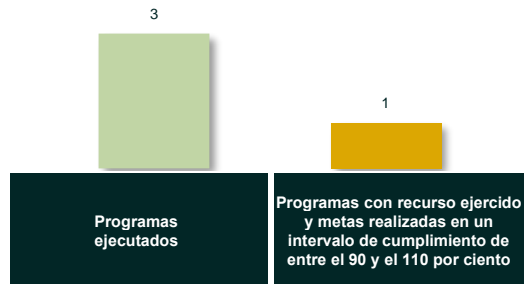 3
1
Programas
ejecutados
Programas con recurso ejercido
y metas realizadas en un
intervalo de cumplimiento de
entre el 90 y el 110 por ciento